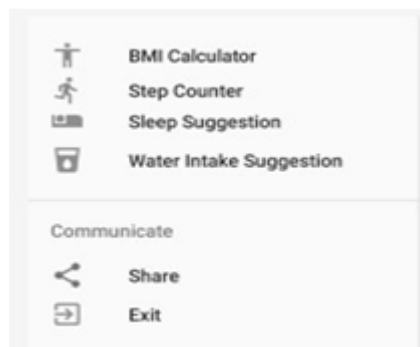 BMI Calculator
Step Counter
Sleep Suggestion
Water Intake Suggestion
Communicate
Share
Exit